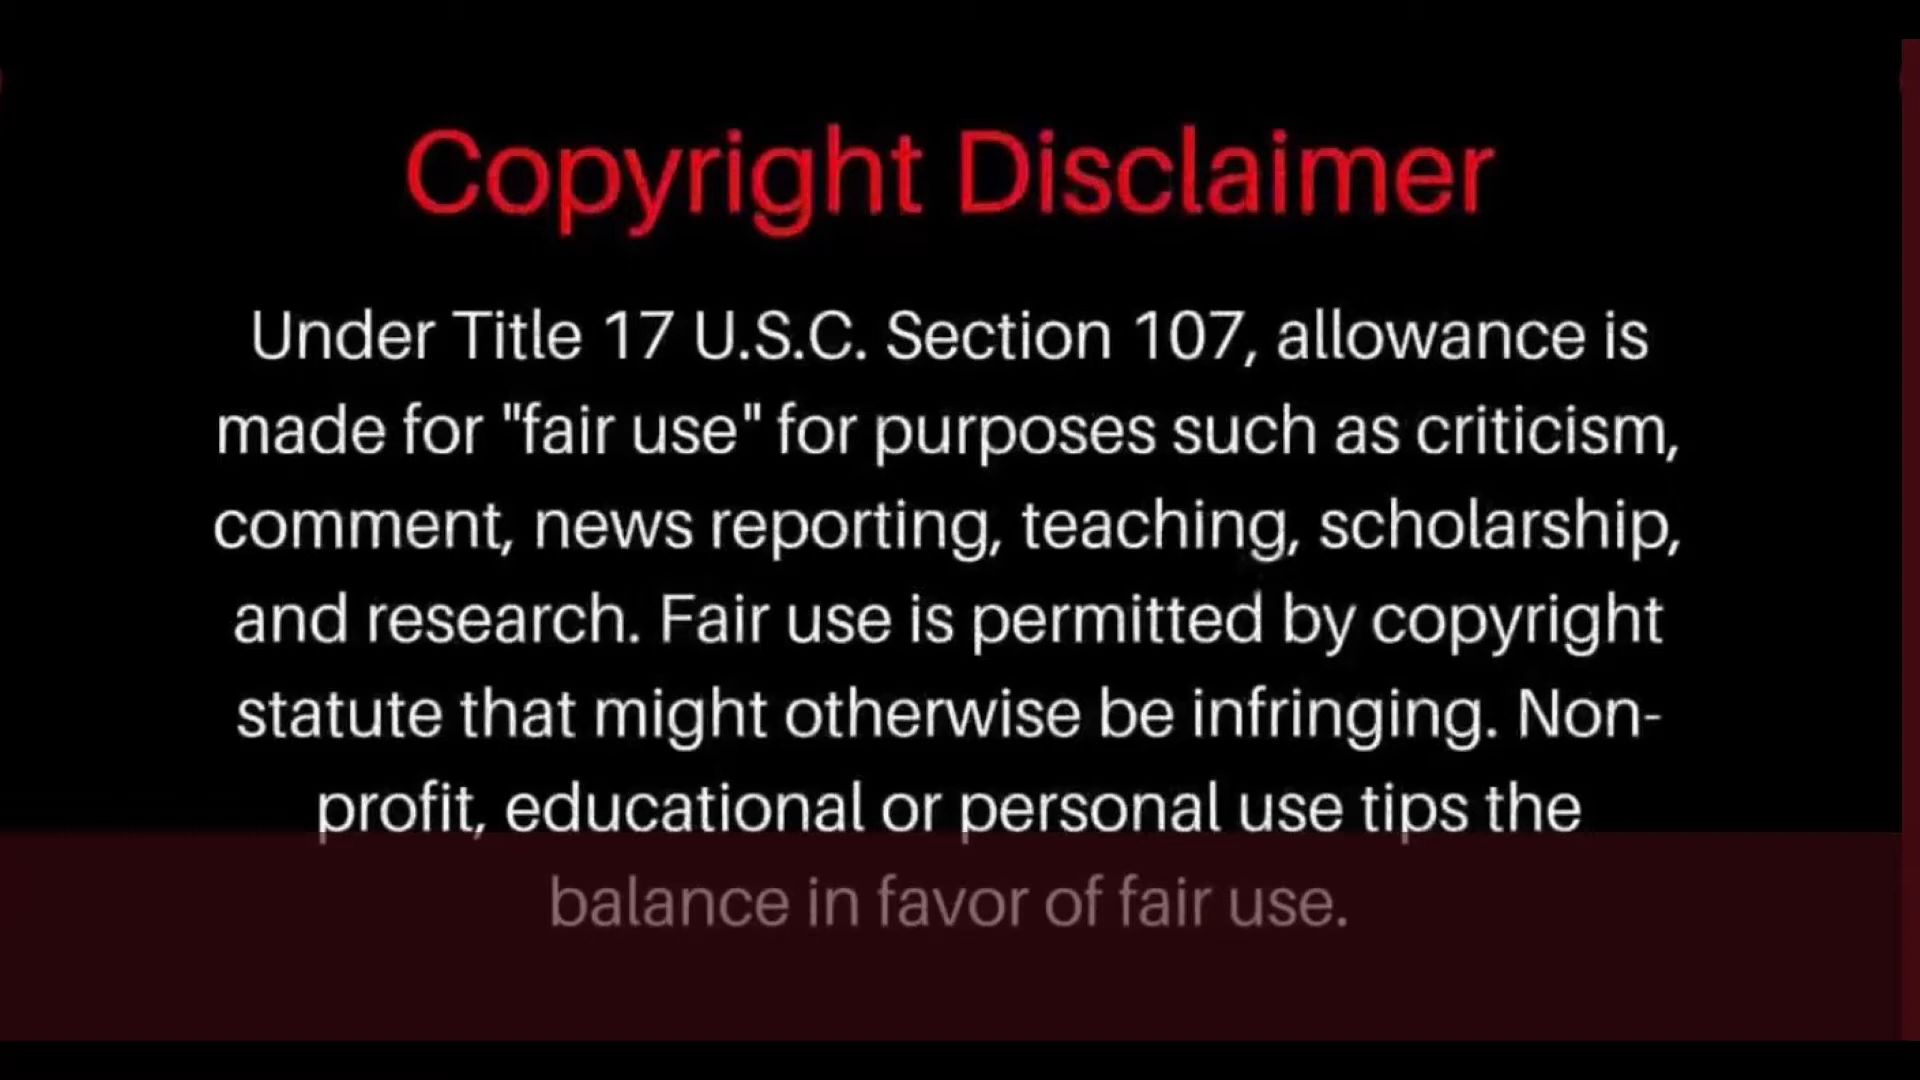 Copyright Disclaimer
Under Title 17 U.S.C. Section 107, allowance is
made for "fair use" for purposes such as criticism,
comment, news reporting, teaching, scholarship,
and research. Fair use is permitted by copyright
statute that might otherwise be infringing. Non-
profit, educational or personal use tips the
balance in favor of fair use.